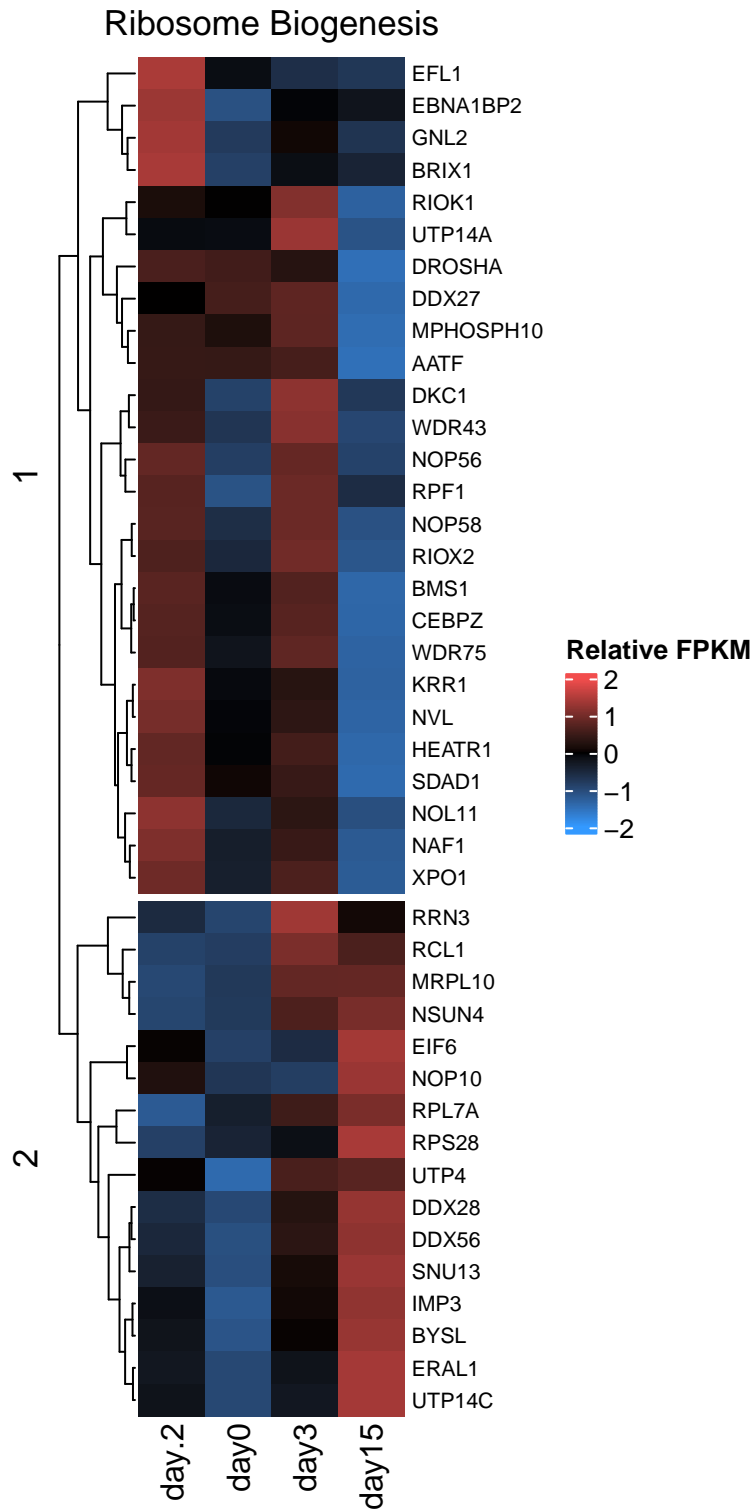 Ribosome Biogenesis
EFL1
EBNA1BP2
GNL2
BRIX1
RIOK1
UTP14A
DROSHA
DDX27
MPHOSPH10
AATF
DKC1
WDR43
NOP56
RPF1
NOP58
RIOX2
BMS1
CEBPZ
WDR75
KRR1
NVL
HEATR1
SDAD1
NOL11
NAF1
XPO1
1
RRN3
RCL1
MRPL10
NSUN4
EIF6
NOP10
RPL7A
RPS28
UTP4
DDX28
DDX56
SNU13
IMP3
BYSL
ERAL1
UTP14C
2
day.2 day0 day3 day15
Relative FPKM
2
1
0
−1
−2